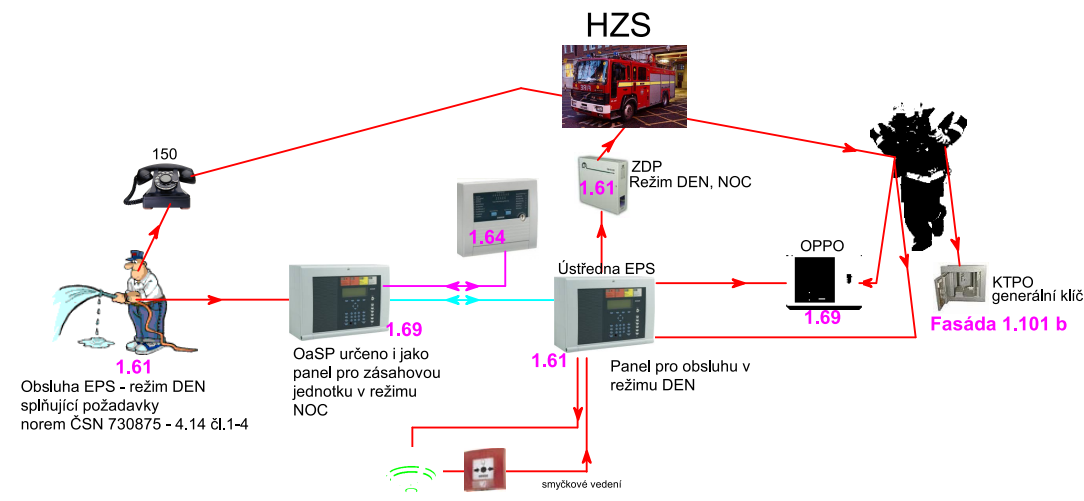 HZS
150
ZDP
Režim DEN, NOC
1.61
1.64
OPPO
Ústředna EPS
KTPO
generální klíč
1.69
1.69
Fasáda 1.101 b
1.61
1.61
OaSP určeno i jako
panel pro zásahovou
jednotku v režimu
NOC
Panel pro obsluhu v
režimu DEN
Obsluha EPS - režim DEN
splňující požadavky
norem ČSN 730875 - 4.14 čl.1-4
smyčkové vedení